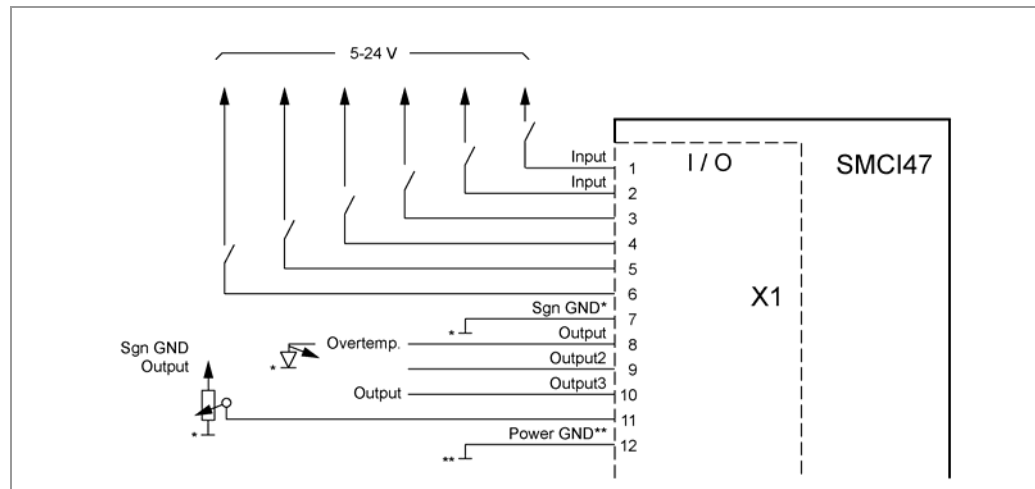 5-24 V
Input
1
I / O
SMCI47
Input
2
3
4
5
X1
6
Sgn GND*
7
*
Output
8
Overtemp.
*
Sgn GND
Output
Output2
9
Output3
10
Output
11
*
Power GND**
12
**